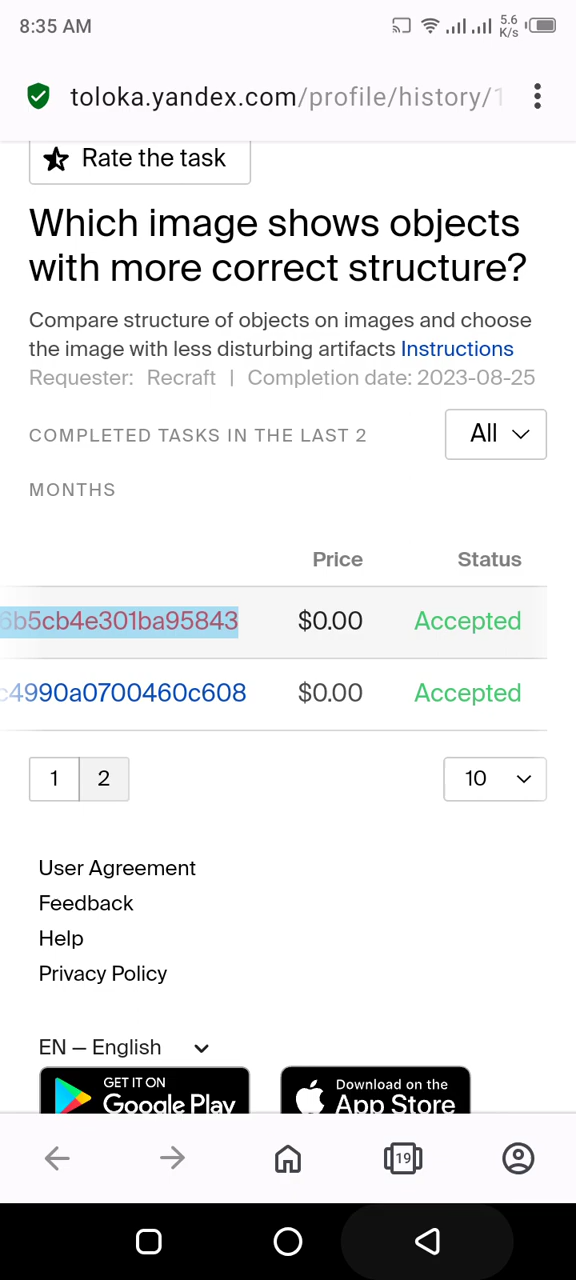 8:35 AM
5.6
K/s
toloka.yandex.com/profile/history/1
Rate the task
Which image shows objects
with more correct structure?
Compare structure of objects on images and choose
the image with less disturbing artifacts Instructions
Requester: Recraft | Completion date: 2023-08-25
COMPLETED TASKS IN THE LAST 2
MONTHS
All
Price Status
6b5cb4e301ba95843 $0.00 Accepted
c4990a0700460c608 $0.00 Accepted
1 2 10
User Agreement
Feedback
Help
Privacy Policy
EN — English
GET IT ON
Google Play
Download on the
App Store
19